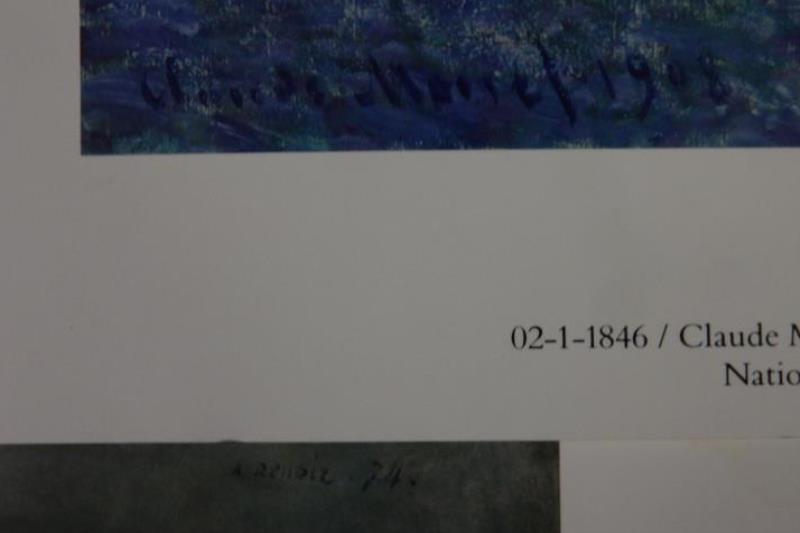 Claude Monet 1908
02-1-1846 / Claude M
Natio
A. Renoir. 74.